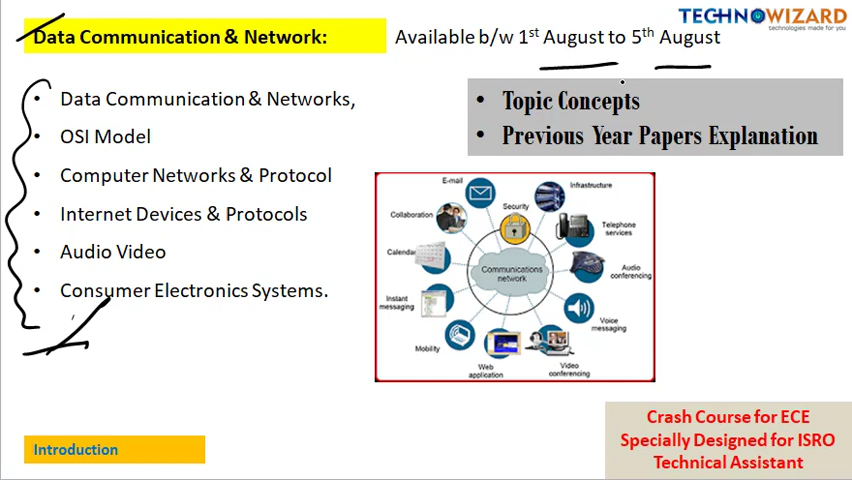 TECHNOWIZARD
technologies made for you
Data Communication & Network:
Available b/w 1st August to 5th August
• Data Communication & Networks,
• OSI Model
• Computer Networks & Protocol
• Internet Devices & Protocols
• Audio Video
• Consumer Electronics Systems.
• Topic Concepts
• Previous Year Papers Explanation
E-mail
Infrastructure
Security
Collaboration
Telephone
services
Calendar
Communications
network
Audio
conferencing
Instant
messaging
Voice
messaging
Mobility
Web
application
Video
conferencing
Introduction
Crash Course for ECE
Specially Designed for ISRO
Technical Assistant